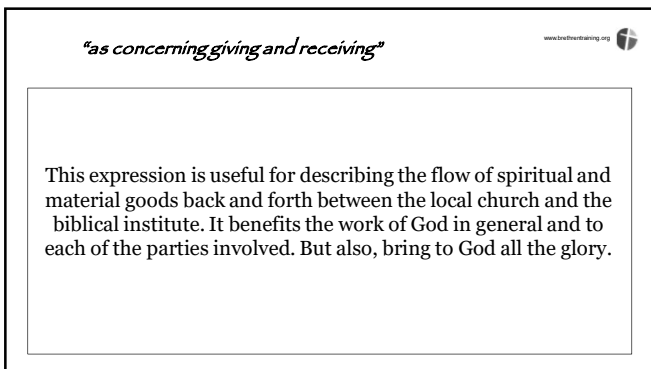 “as concerning giving and receiving”
www.brethrentraining.org
This expression is useful for describing the flow of spiritual and
material goods back and forth between the local church and the
biblical institute. It benefits the work of God in general and to
each of the parties involved. But also, bring to God all the glory.